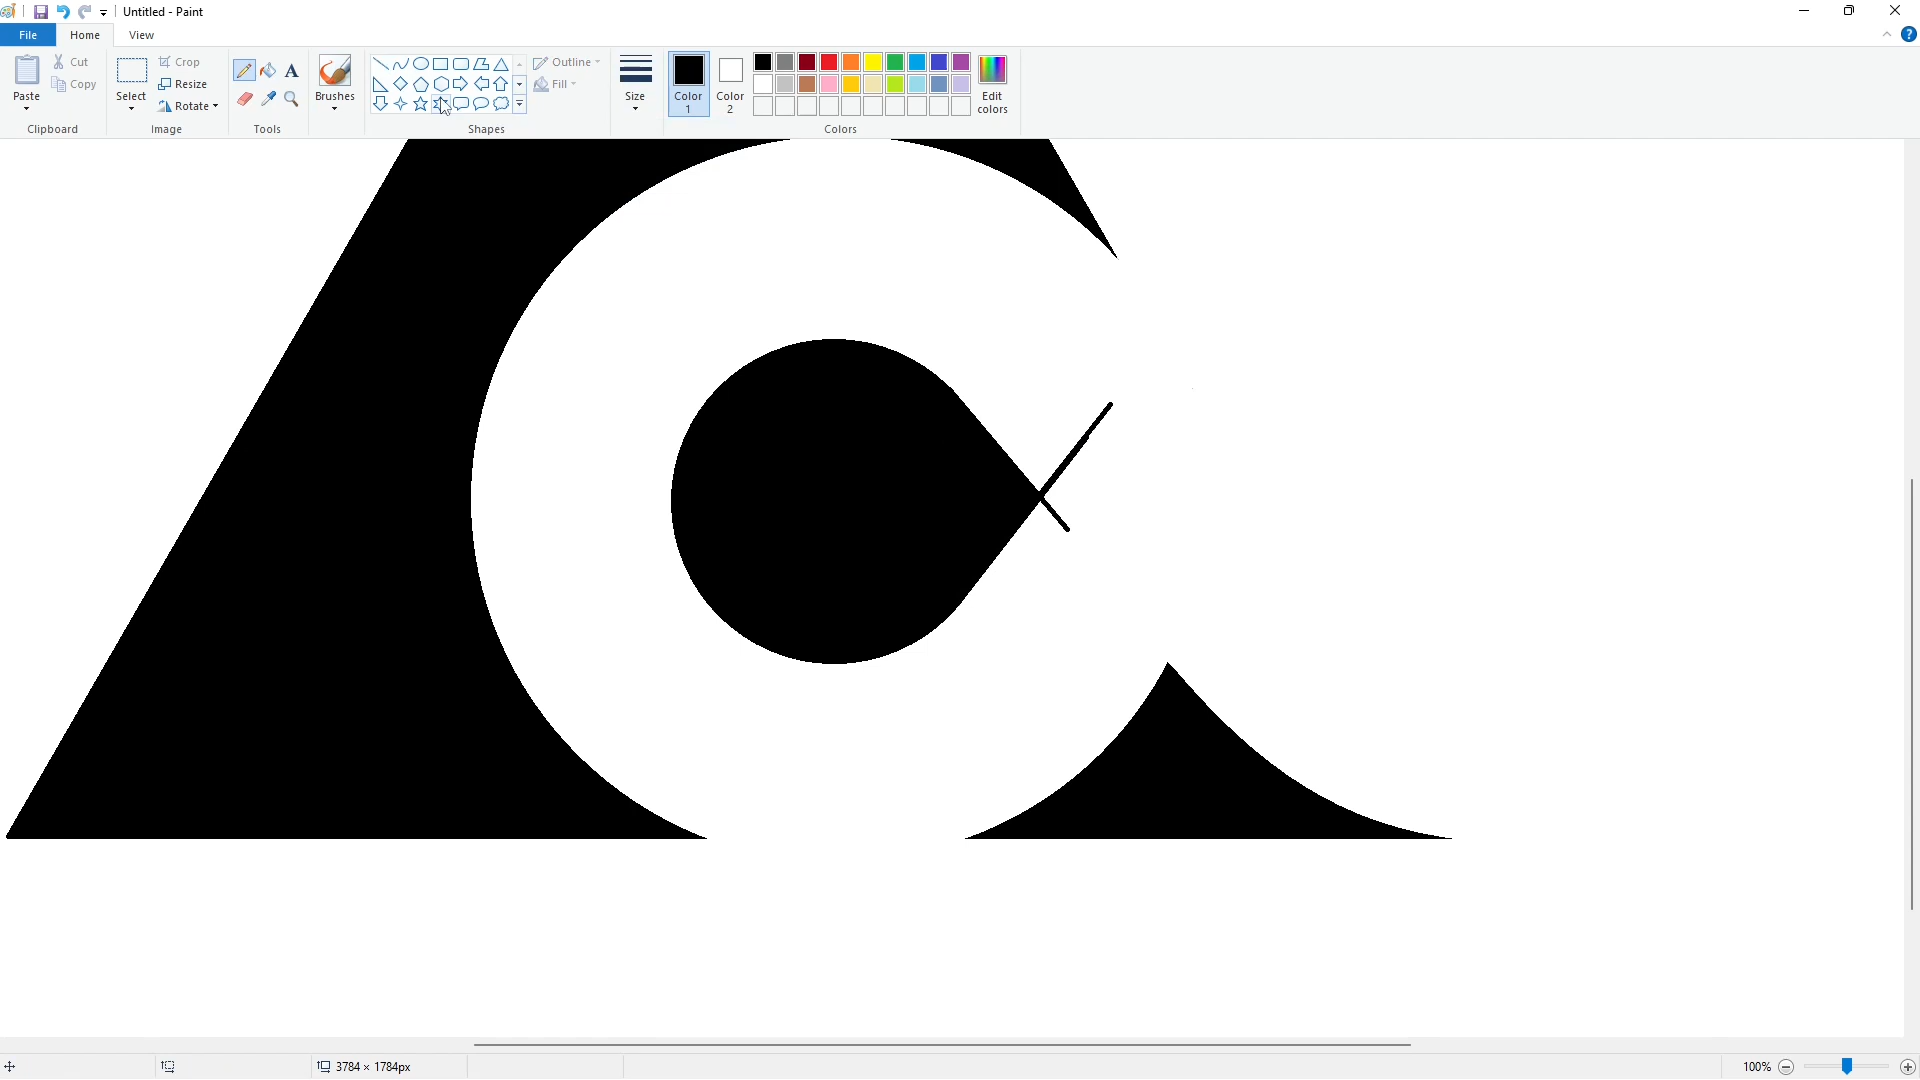 Untitled - Paint
File
Home
View
Paste
Cut
Copy
Clipboard
Select
Crop
Resize
Rotate
Image
A
Tools
Brushes
Outline
Fill
Shapes
Size
Color 1
Color 2
Edit colors
Colors
?
3784 × 1784px
100%